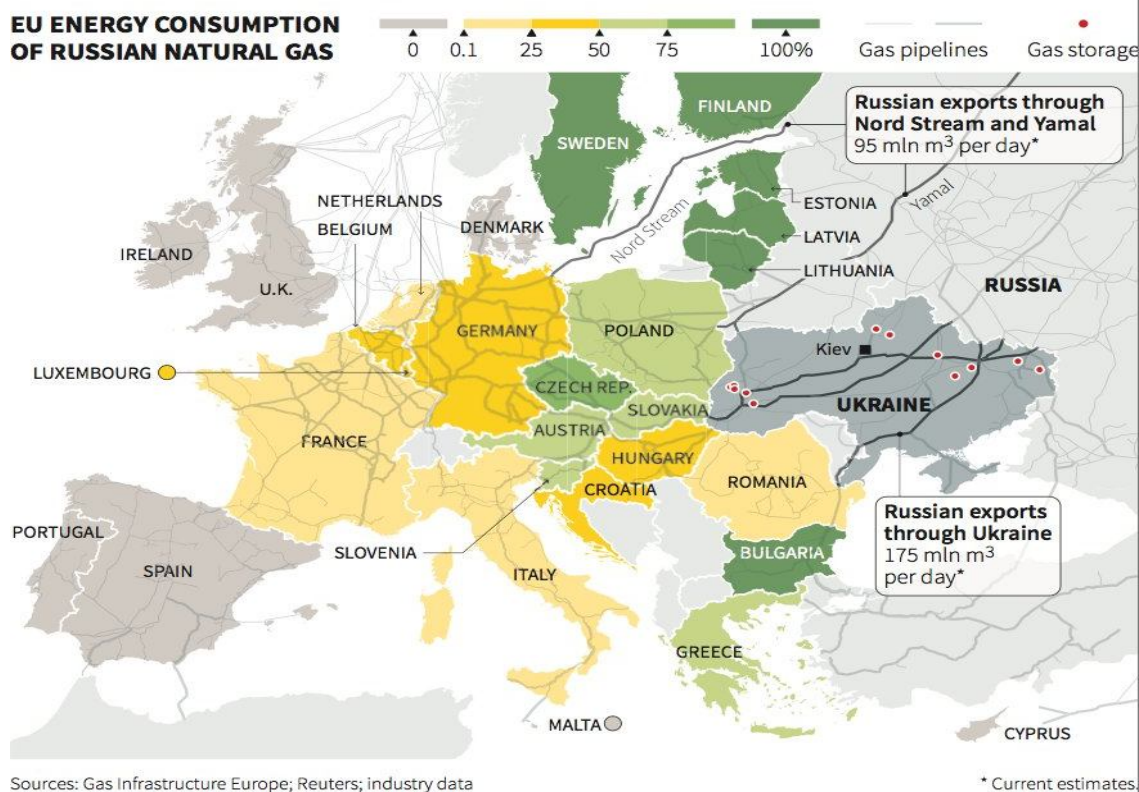 EU ENERGY CONSUMPTION
OF RUSSIAN NATURAL GAS
0
0.1
25
50
75
100%
Gas pipelines
Gas storage
FINLAND
SWEDEN
Russian exports through
Nord Stream and Yamal
95 mln m³ per day*
NETHERLANDS
BELGIUM
DENMARK
ESTONIA
Yamal
Nord Stream
LATVIA
IRELAND
LITHUANIA
U.K.
RUSSIA
GERMANY
POLAND
Kiev
LUXEMBOURG
CZECH REP.
SLOVAKIA
UKRAINE
AUSTRIA
FRANCE
HUNGARY
ROMANIA
CROATIA
Russian exports
through Ukraine
175 mln m³
per day*
PORTUGAL
SLOVENIA
BULGARIA
SPAIN
ITALY
GREECE
MALTA
CYPRUS
Sources: Gas Infrastructure Europe; Reuters; industry data
* Current estimates.